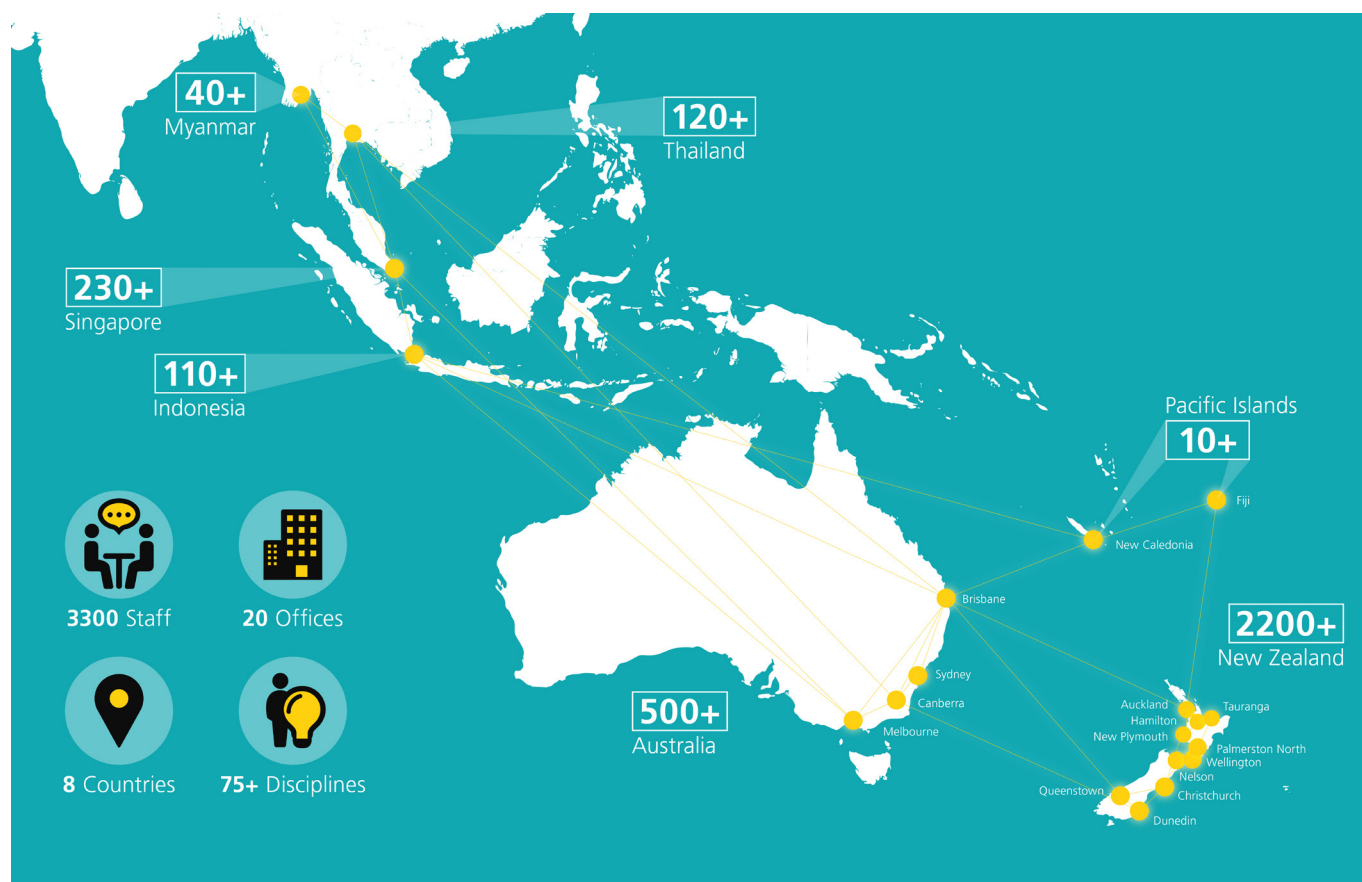 40+
Myanmar
120+
Thailand
230+
Singapore
110+
Indonesia
Pacific Islands
10+
Fiji
New Caledonia
Brisbane
2200+
New Zealand
Sydney
Canberra
Melbourne
500+
Australia
Auckland
Tauranga
Hamilton
New Plymouth
Palmerston North
Wellington
Nelson
Queenstown
Christchurch
Dunedin
3300 Staff
20 Offices
8 Countries
75+ Disciplines